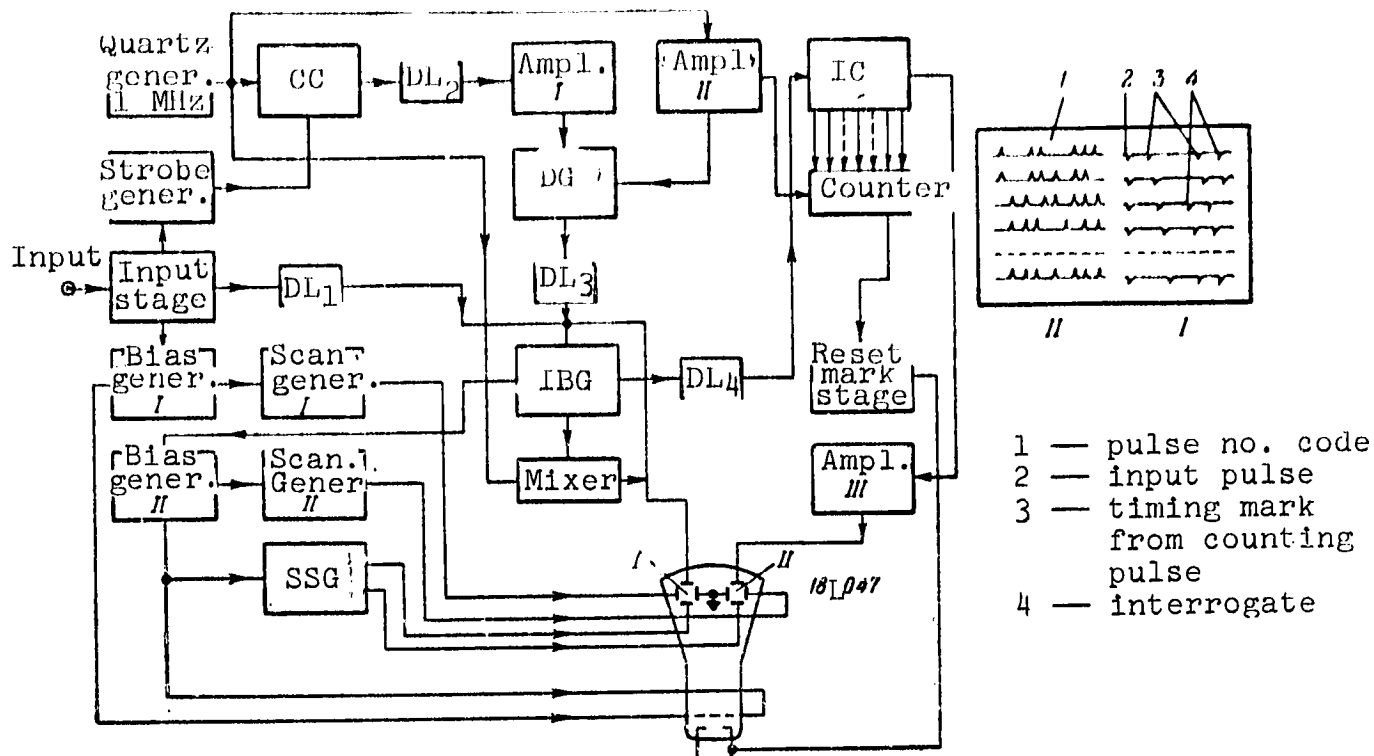 Quartz
gener.
1 MHz
CC
DL2
Ampl.
I
Ampl
II
IC
Strobe
gener.
DG
Counter
Input
Input
stage
DL1
DL3
Bias
gener.
I
Scan
gener.
I
IBG
DL4
Reset
mark
stage
Bias
gener.
II
Scan.
Gener
II
Mixer
Ampl.
III
SSG
I
II
1
2
3
4
II
I
1 — pulse no. code
2 — input pulse
3 — timing mark
from counting
pulse
4 — interrogate